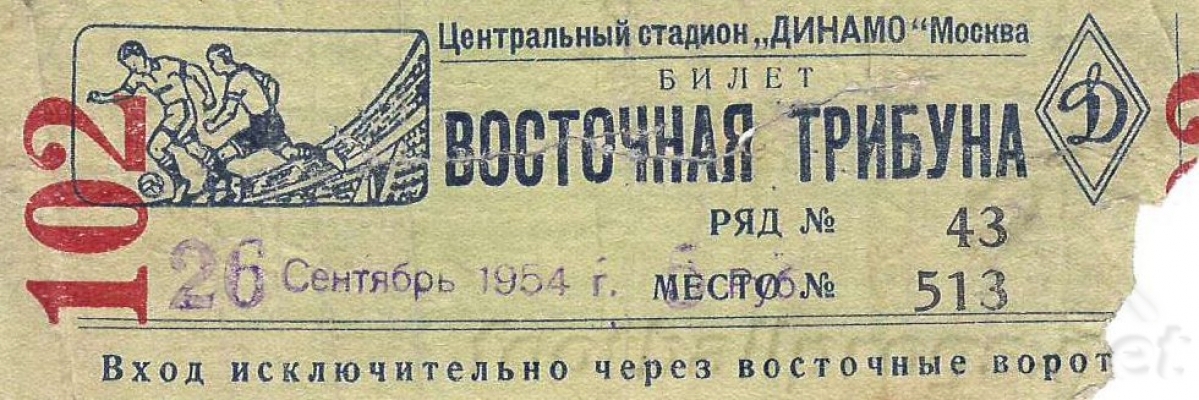 Центральный стадион „ДИНАМО“ Москва
БИЛЕТ
ВОСТОЧНАЯ ТРИБУНА
Д
102
РЯД № 43
26 Сентябрь 1954 г.
МЕСТО № 513
Вход исключительно через восточные ворот